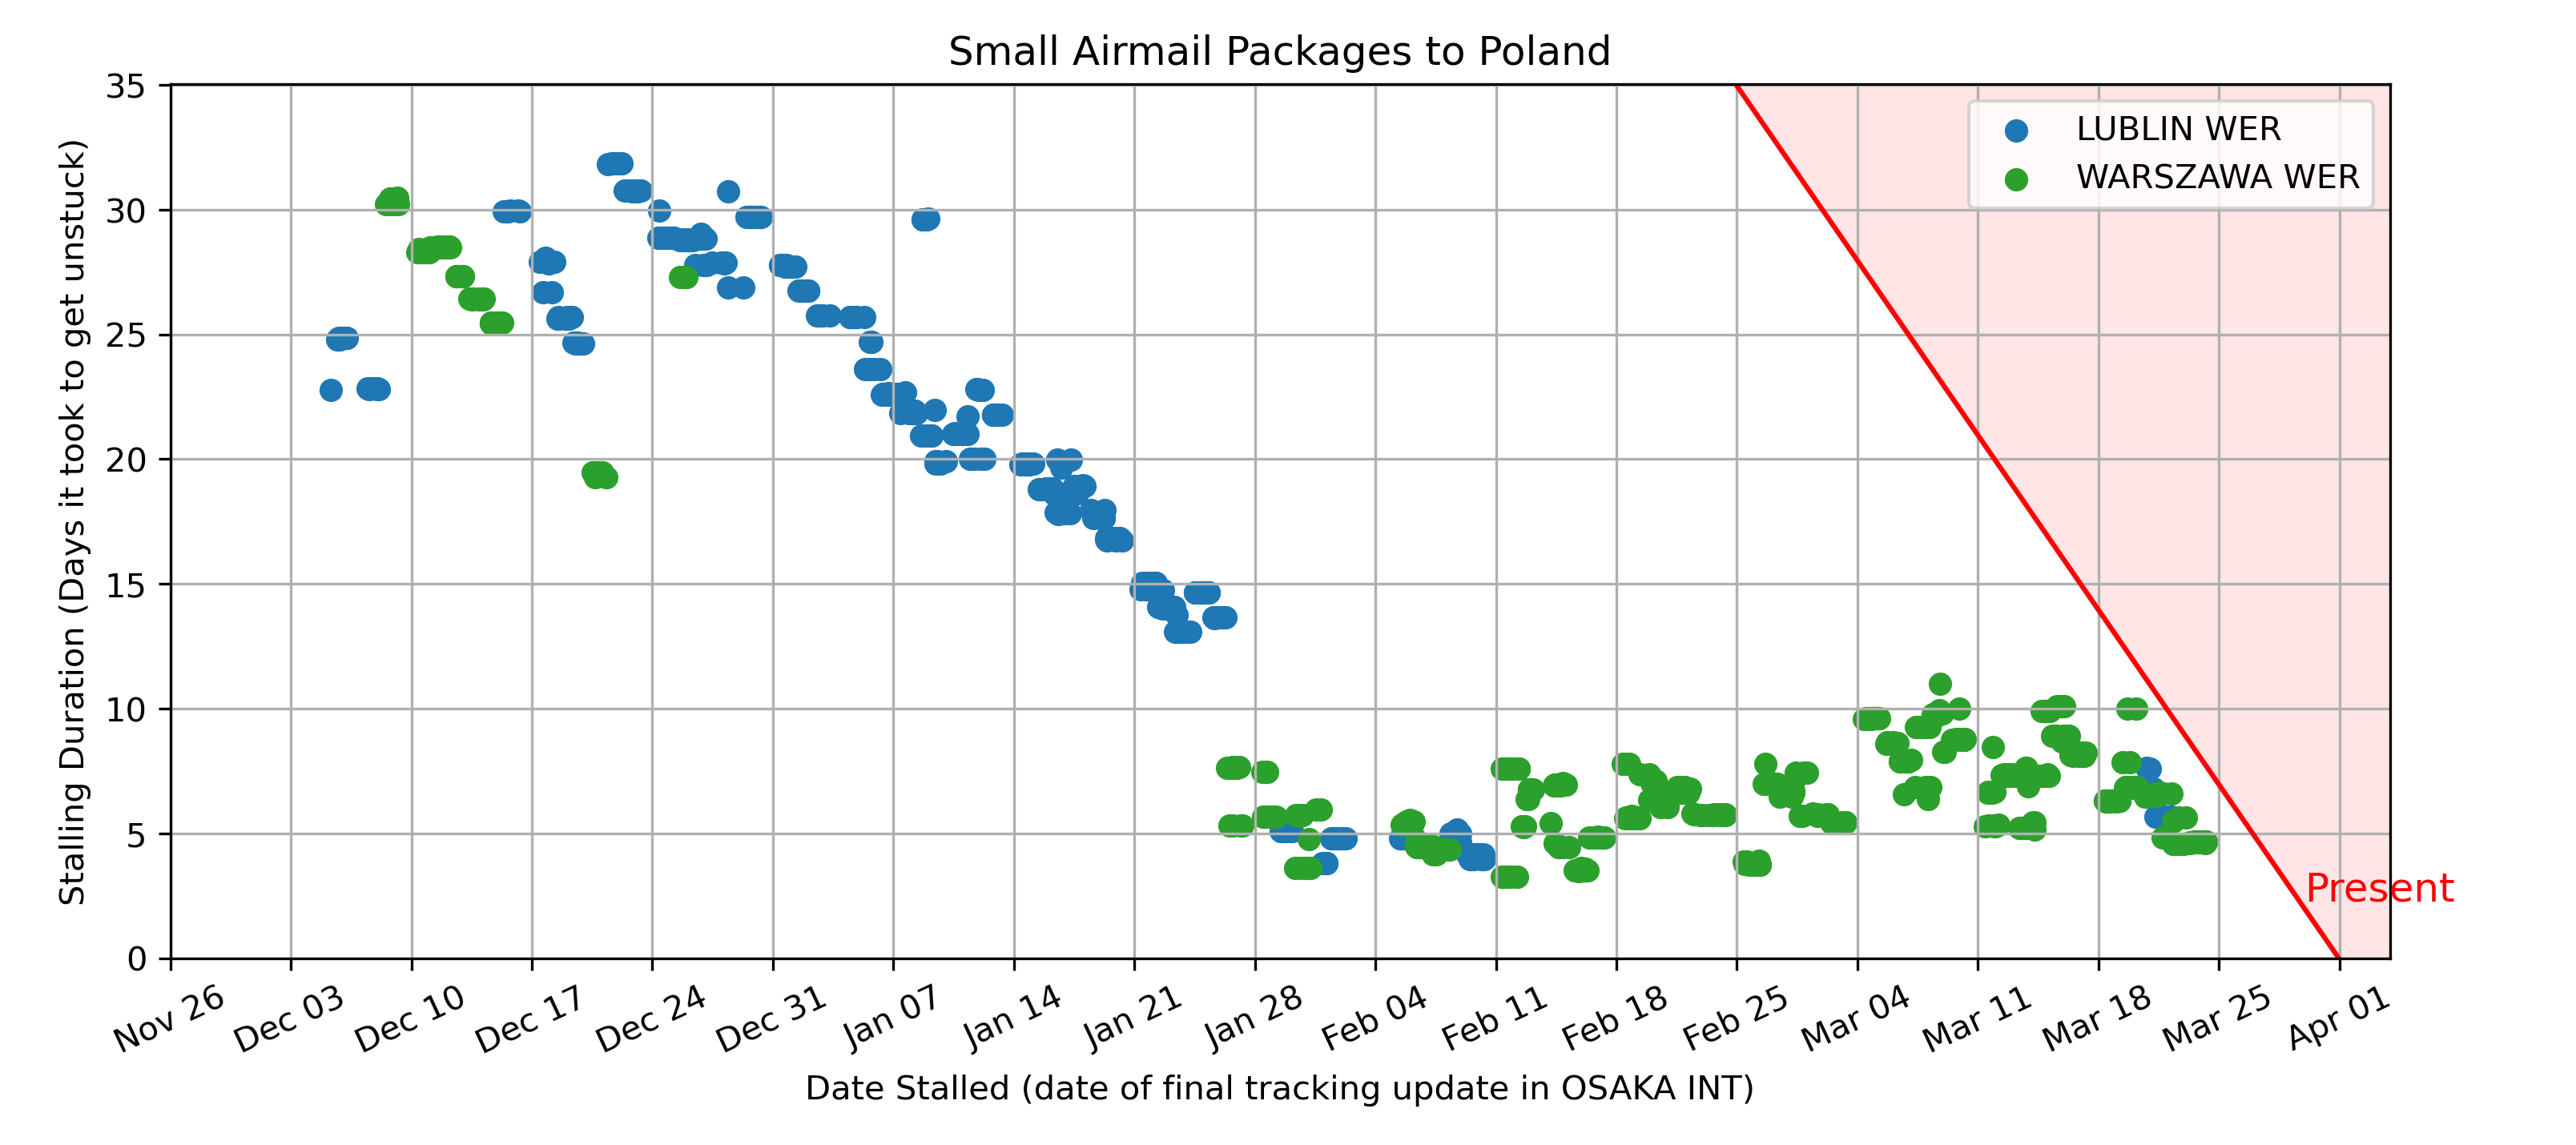 Small Airmail Packages to Poland
35
30
25
20
15
10
5
0
Stalling Duration (Days it took to get unstuck)
LUBLIN WER
WARSZAWA WER
Present
Nov 26
Dec 03
Dec 10
Dec 17
Dec 24
Dec 31
Jan 07
Jan 14
Jan 21
Jan 28
Feb 04
Feb 11
Feb 18
Feb 25
Mar 04
Mar 11
Mar 18
Mar 25
Apr 01
Date Stalled (date of final tracking update in OSAKA INT)